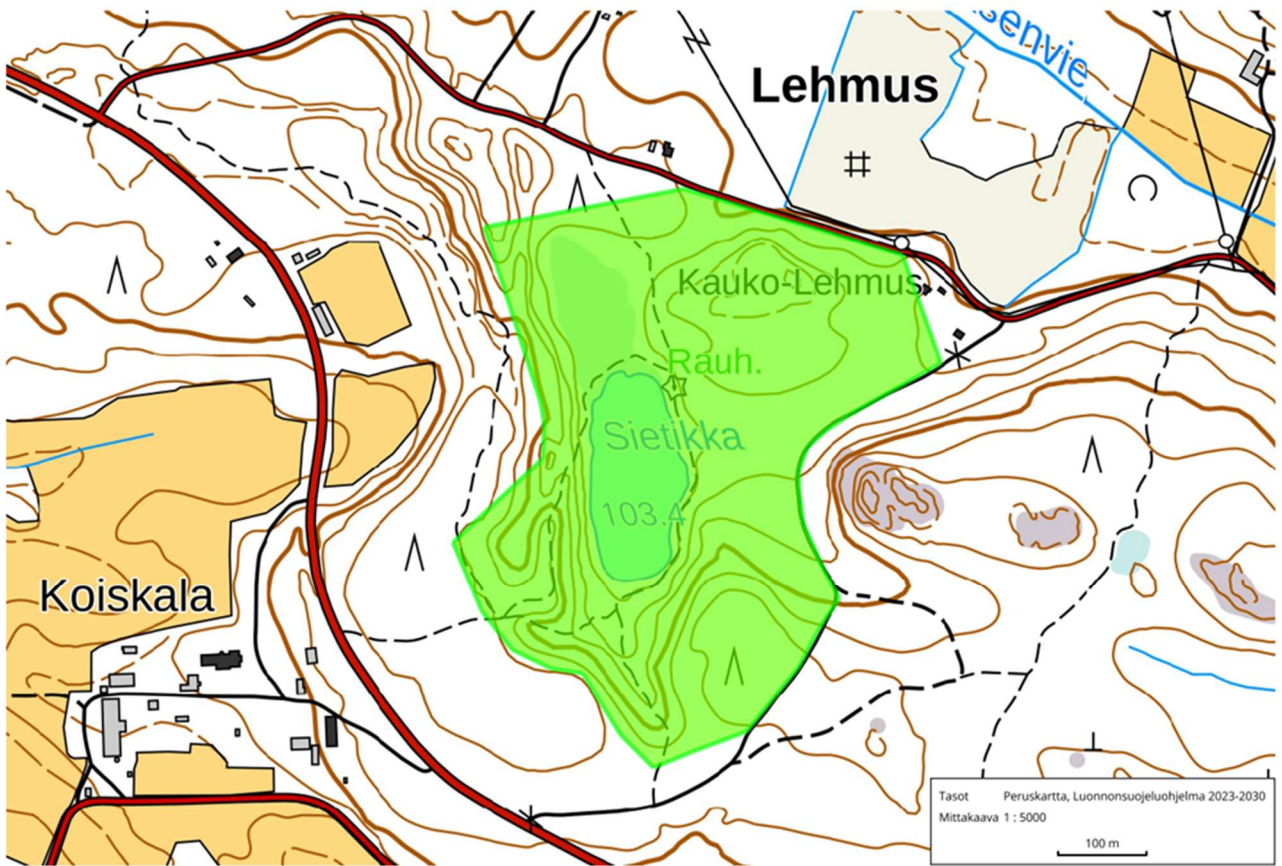 senvie
Lehmus
Kauko-Lehmus
Rauh.
Sietikka
103.4
Koiskala
Tasot Peruskartta, Luonnonsuojeluohjelma 2023-2030
Mittakaava 1 : 5000
100 m